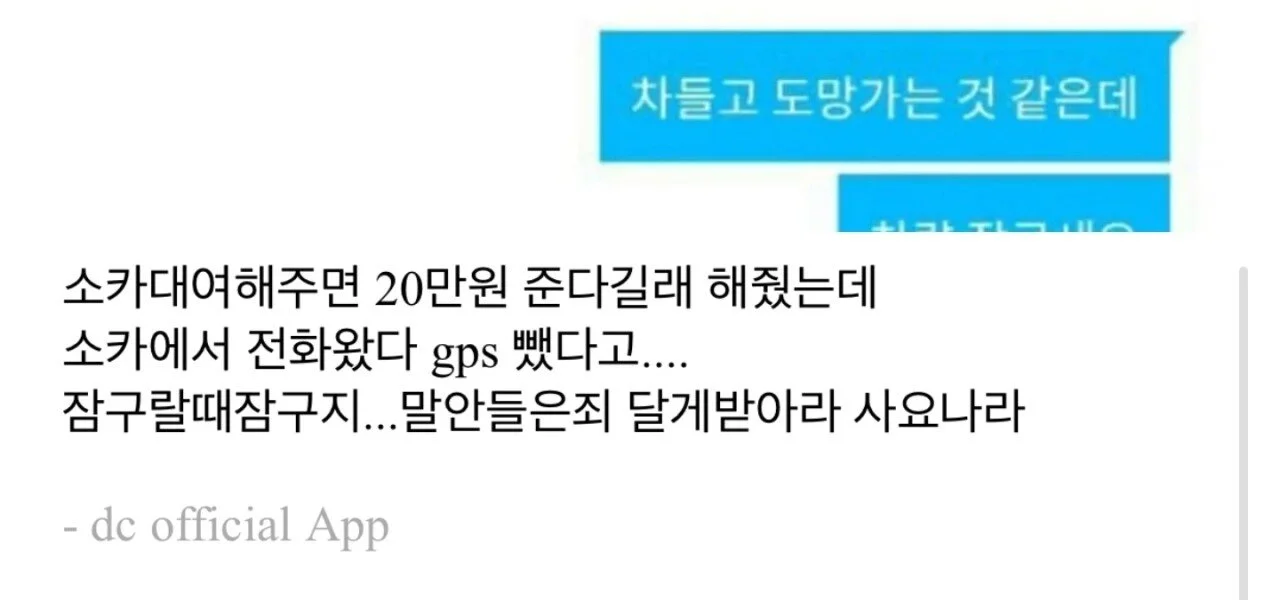 차들고 도망가는 것 같은데
소카대여해주면 20만원 준다길래 해줬는데
소카에서 전화왔다 gps 뺐다고....
잠구랄때잠구지...말안들은죄 달게받아라 사요나라
- dc official App